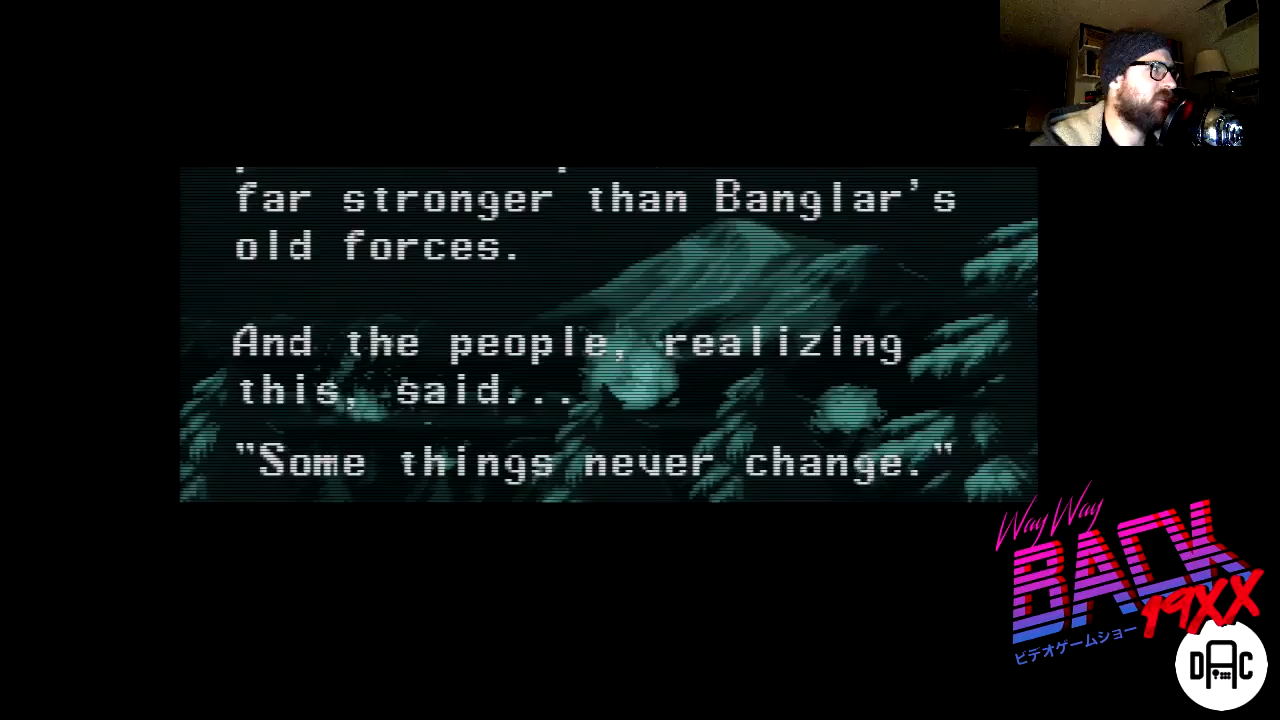 far stronger than Banglar's
old forces.
And the people, realizing
this, said...
"Some things never change."
Way Way
BACK
19XX
ビデオゲームショー
DAC